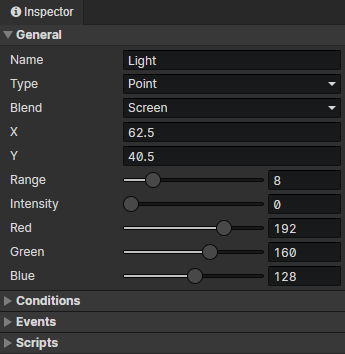 Inspector
General
Name Light
Type Point
Blend Screen
X 62.5
Y 40.5
Range 8
Intensity 0
Red 192
Green 160
Blue 128
Conditions
Events
Scripts